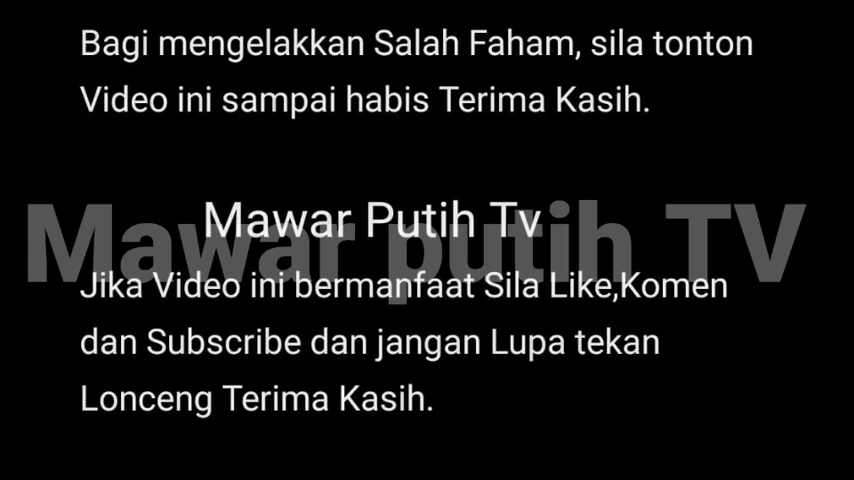 Bagi mengelakkan Salah Faham, sila tonton
Video ini sampai habis Terima Kasih.
Mawar Putih Tv
Mawar putih TV
Jika Video ini bermanfaat Sila Like,Komen
dan Subscribe dan jangan Lupa tekan
Lonceng Terima Kasih.